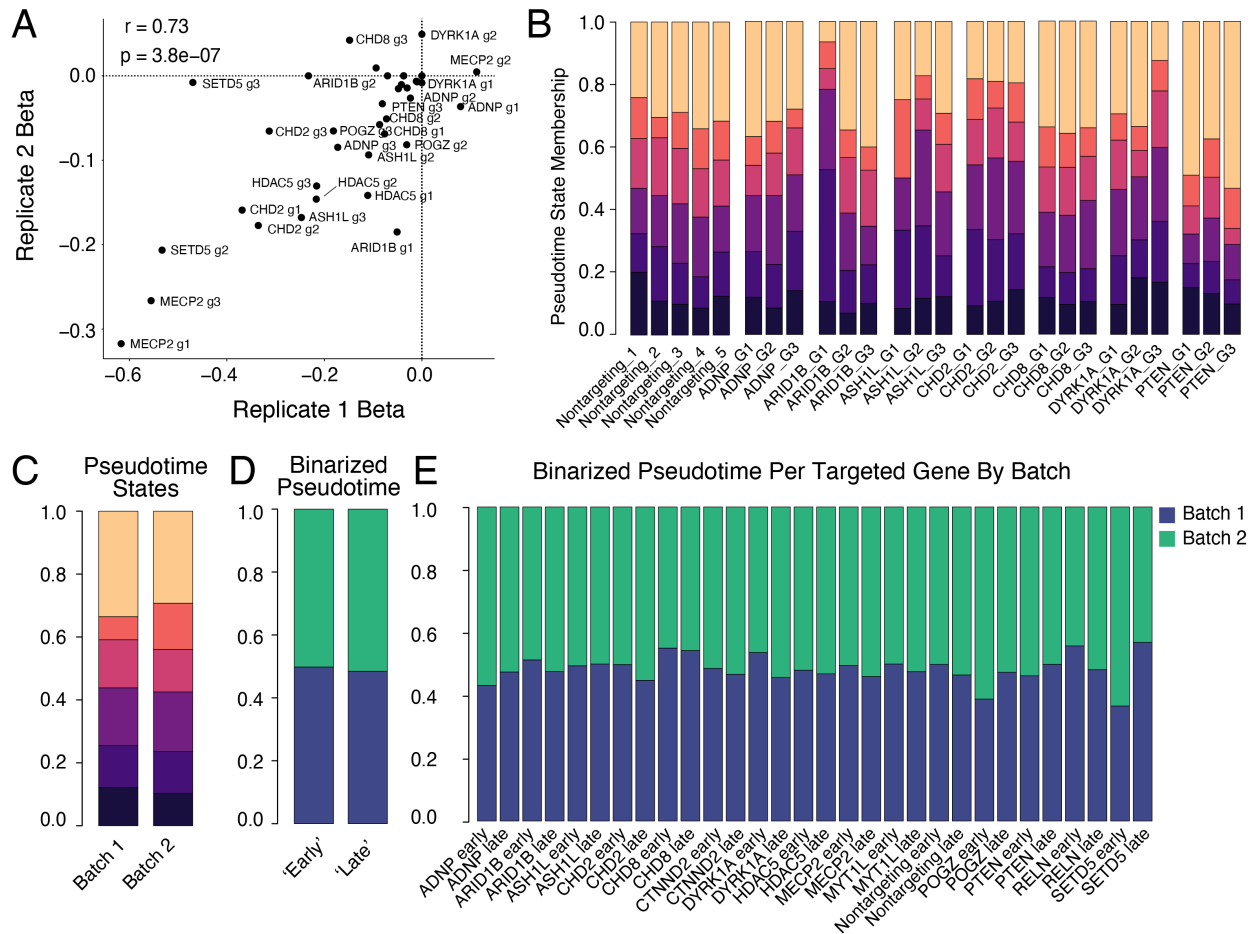 A
r = 0.73
p = 3.8e−07
DYRK1A g2
CHD8 g3
MECP2 g2
SETD5 g3
ARID1B g2
DYRK1A g1
ADNP g2
PTEN g3
ADNP g1
CHD8 g2
CHD2 g3
POGZ g3
CHD8 g1
ADNP g3
POGZ g2
ASH1L g2
HDAC5 g3
HDAC5 g2
HDAC5 g1
CHD2 g1
ASH1L g3
CHD2 g2
ARID1B g1
SETD5 g2
MECP2 g3
MECP2 g1
0.0
−0.1
−0.2
−0.3
Replicate 2 Beta
−0.6
−0.4
−0.2
0.0
Replicate 1 Beta
B
Pseudotime State Membership
1.0
0.8
0.6
0.4
0.2
0.0
Nontargeting_1
Nontargeting_2
Nontargeting_3
Nontargeting_4
Nontargeting_5
ADNP_G1
ADNP_G2
ADNP_G3
ARID1B_G1
ARID1B_G2
ARID1B_G3
ASH1L_G1
ASH1L_G2
ASH1L_G3
CHD2_G1
CHD2_G2
CHD2_G3
CHD8_G1
CHD8_G2
CHD8_G3
DYRK1A_G1
DYRK1A_G2
DYRK1A_G3
PTEN_G1
PTEN_G2
PTEN_G3
C
Pseudotime
States
1.0
0.8
0.6
0.4
0.2
0.0
Batch 1
Batch 2
D
Binarized
Pseudotime
1.0
0.8
0.6
0.4
0.2
0.0
‘Early’
‘Late’
E
Binarized Pseudotime Per Targeted Gene By Batch
1.0
0.8
0.6
0.4
0.2
0.0
ADNP early
ADNP late
ARID1B early
ARID1B late
ASH1L early
ASH1L late
CHD2 early
CHD2 late
CHD8 early
CHD8 late
CTNND2 early
CTNND2 late
DYRK1A early
DYRK1A late
HDAC5 early
HDAC5 late
MECP2 early
MECP2 late
MYT1L early
MYT1L late
Nontargeting early
Nontargeting late
POGZ early
POGZ late
PTEN early
PTEN late
RELN early
RELN late
SETD5 early
SETD5 late
Batch 1
Batch 2